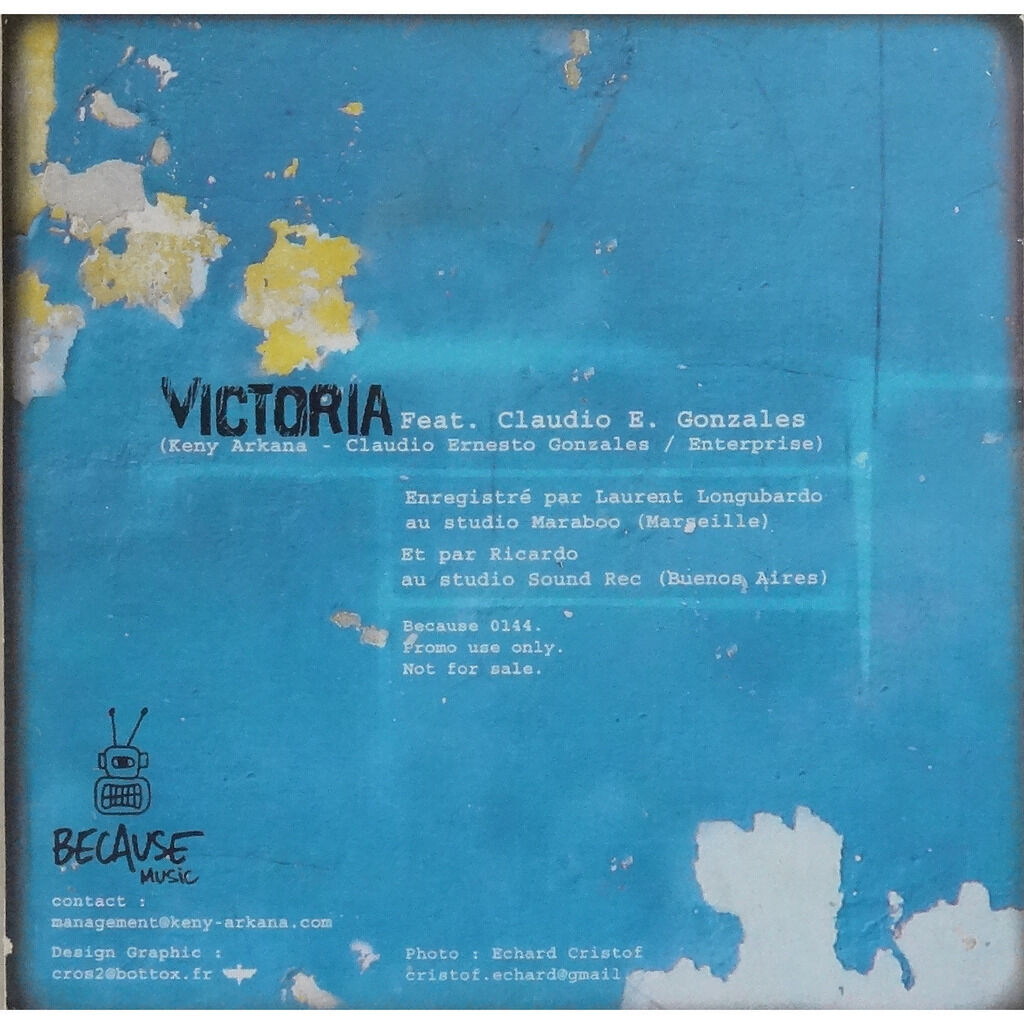 VICTORIA Feat. Claudio E. Gonzales
(Keny Arkana - Claudio Ernesto Gonzales / Enterprise)
Enregistré par Laurent Longubardo
au studio Maraboo (Marseille)
Et par Ricardo
au studio Sound Rec (Buenos Aires)
Because 0144.
Promo use only.
Not for sale.
BECAUSE
MUSIC
contact :
management@keny-arkana.com
Design Graphic :
cros2@bottox.fr
Photo : Echard Cristof
cristof.echard@gmail.